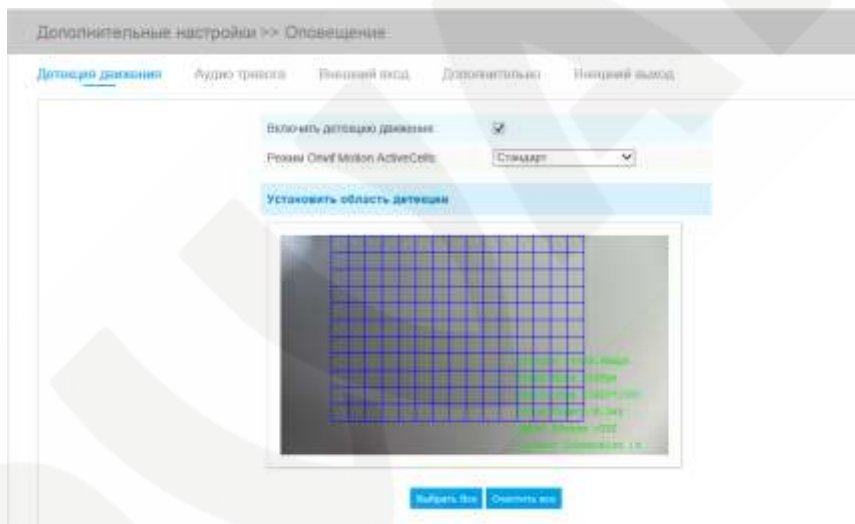 Дополнительные настройки >> Оповещение
Детекция движения Аудио тревога Внешний вход Дополнительно Внешний выход
Включить детекцию движения:
Режим Onvif Motion ActiveCells: Стандарт
Установить область детекции
Выбрать Все Очистить все